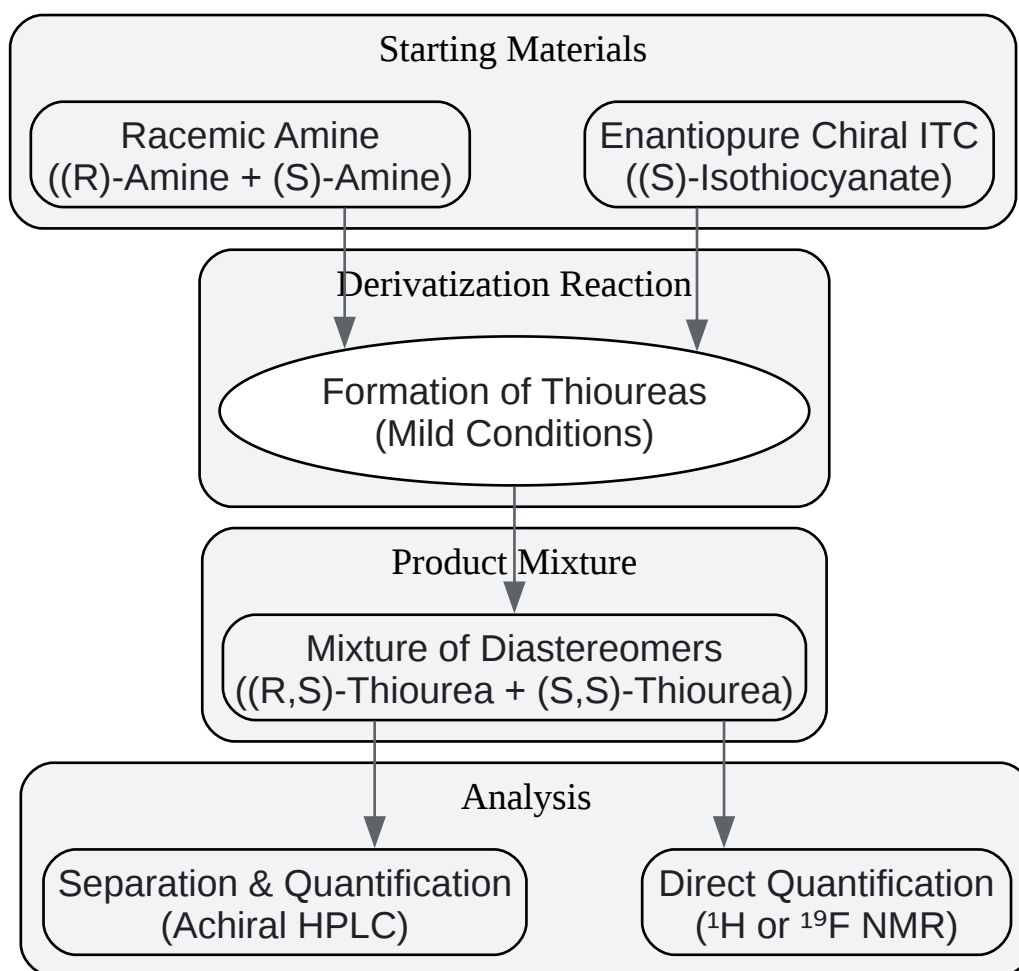 Starting Materials
Racemic Amine
((R)-Amine + (S)-Amine)
Enantiopure Chiral ITC
((S)-Isothiocyanate)
Derivatization Reaction
Formation of Thioureas
(Mild Conditions)
Product Mixture
Mixture of Diastereomers
((R,S)-Thiourea + (S,S)-Thiourea)
Analysis
Separation & Quantification
(Achiral HPLC)
Direct Quantification
(¹H or ¹⁹F NMR)